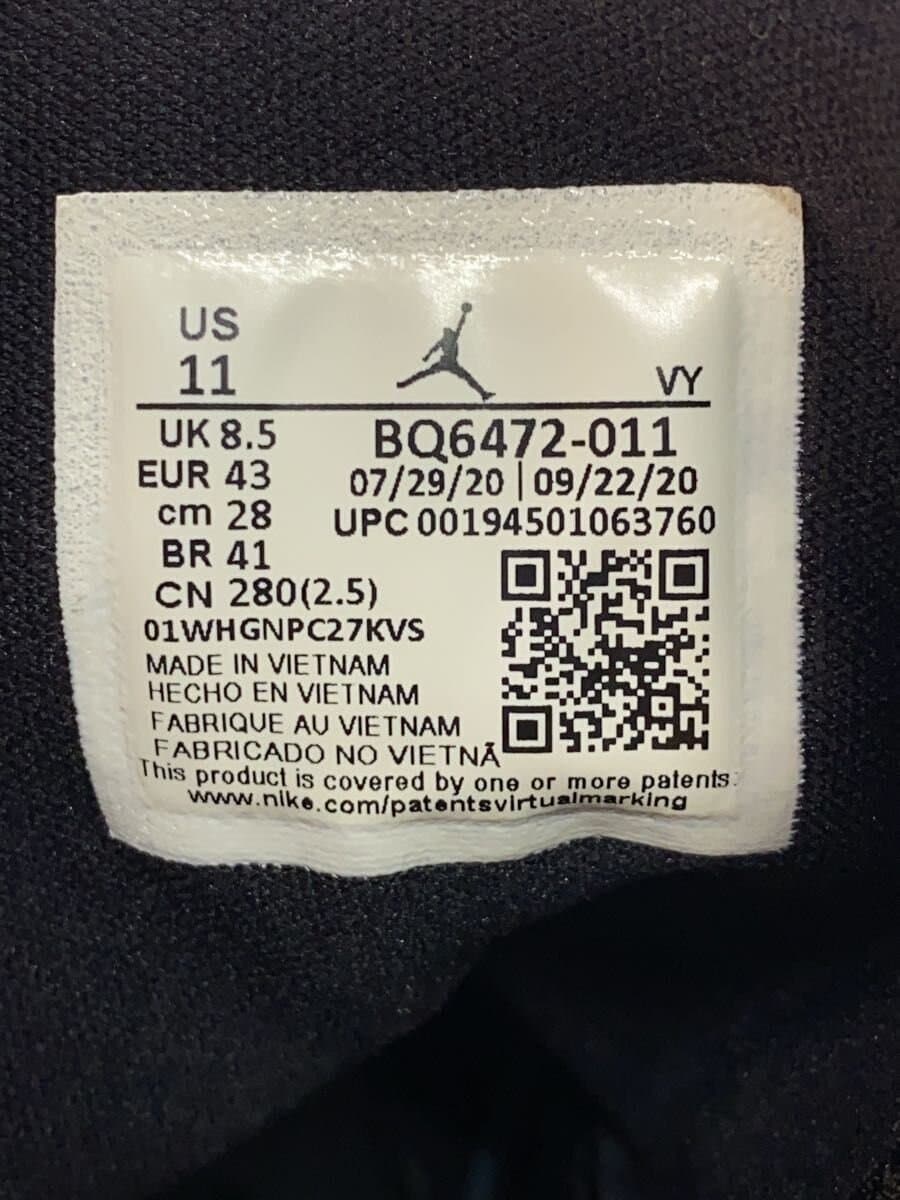 US
11
VY
UK 8.5
BQ6472-011
EUR 43
07/29/20 | 09/22/20
cm 28
UPC 00194501063760
BR 41
CN 280(2.5)
01WHGNPC27KVS
MADE IN VIETNAM
HECHO EN VIETNAM
FABRIQUE AU VIETNAM
FABRICADO NO VIETNÃ
This product is covered by one or more patents.
www.nike.com/patentsvirtualmarking